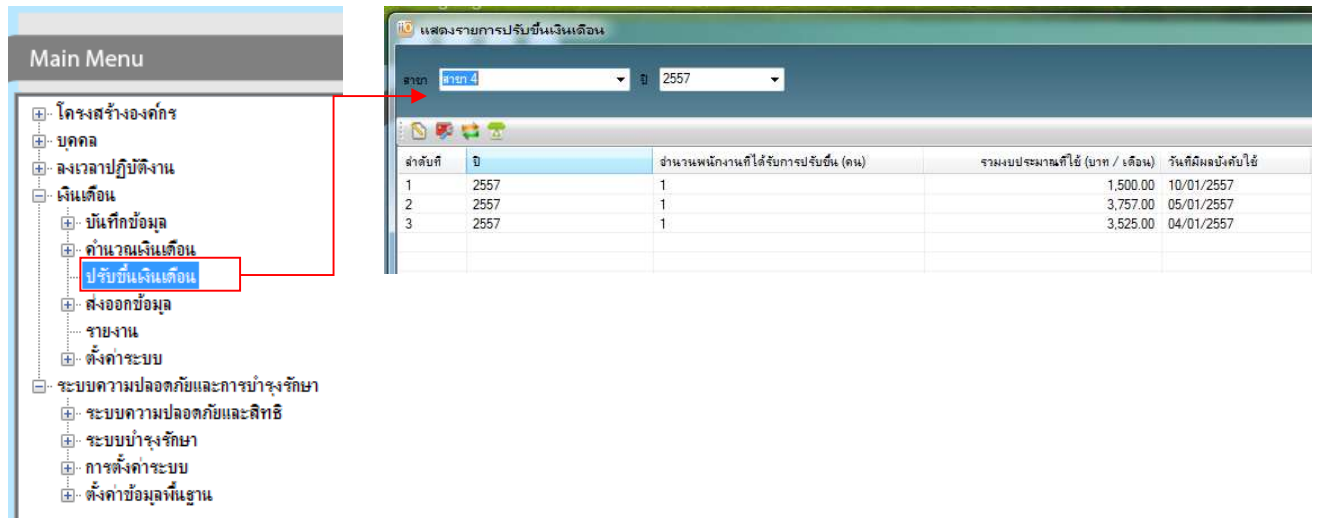 Main Menu
โครงสร้างองค์กร
บุคคล
ลงเวลาปฏิบัติงาน
เงินเดือน
บันทึกข้อมูล
คำนวณเงินเดือน
ปรับขึ้นเงินเดือน
ส่งออกข้อมูล
รายงาน
ตั้งค่าระบบ
ระบบความปลอดภัยและการบำรุงรักษา
ระบบความปลอดภัยและสิทธิ
ระบบบำรุงรักษา
การตั้งค่าระบบ
ตั้งค่าข้อมูลพื้นฐาน
แสดงรายการปรับขึ้นเงินเดือน
สาขา สาขา 4 ปี 2557
ลำดับที่ ปี จำนวนพนักงานที่ได้รับการปรับขึ้น (คน) รวมงบประมาณที่ใช้ (บาท / เดือน) วันที่มีผลบังคับใช้
1 2557 1 1,500.00 10/01/2557
2 2557 1 3,757.00 05/01/2557
3 2557 1 3,525.00 04/01/2557